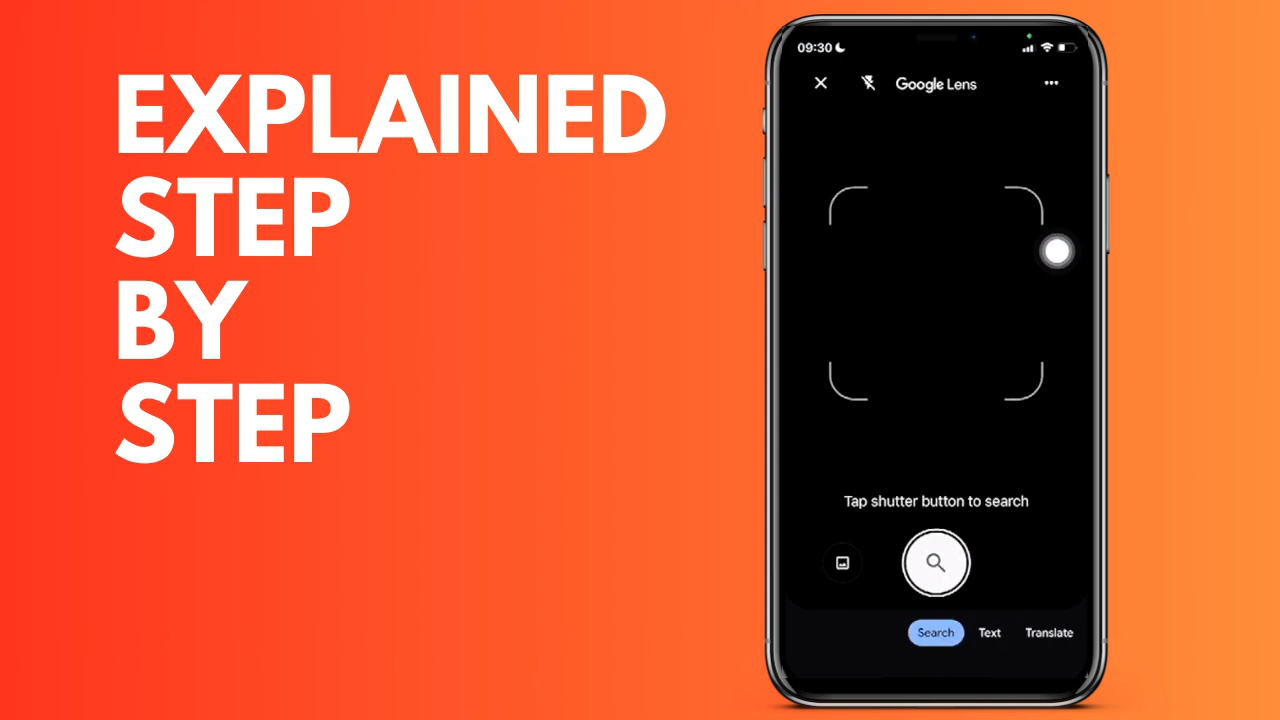 EXPLAINED
STEP
BY
STEP
09:30
Google Lens
Tap shutter button to search
Search Text Translate